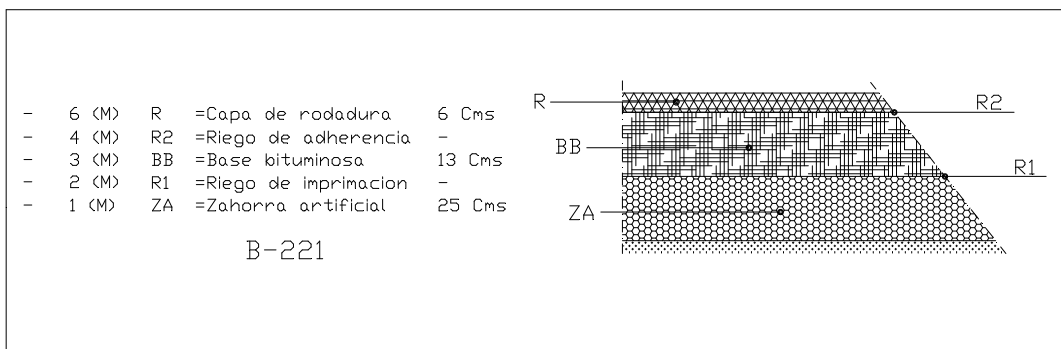 - 6 (M) R =Capa de rodadura 6 Cms
- 4 (M) R2 =Riego de adherencia -
- 3 (M) BB =Base bituminosa 13 Cms
- 2 (M) R1 =Riego de imprimacion -
- 1 (M) ZA =Zahorra artificial 25 Cms
B-221
R
R2
BB
R1
ZA